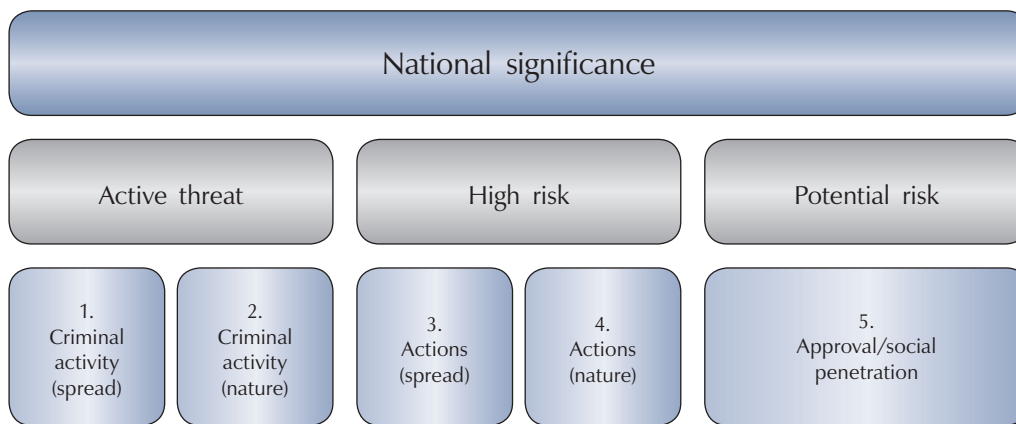 National significance
Active threat
High risk
Potential risk
1.
Criminal
activity
(spread)
2.
Criminal
activity
(nature)
3.
Actions
(spread)
4.
Actions
(nature)
5.
Approval/social
penetration